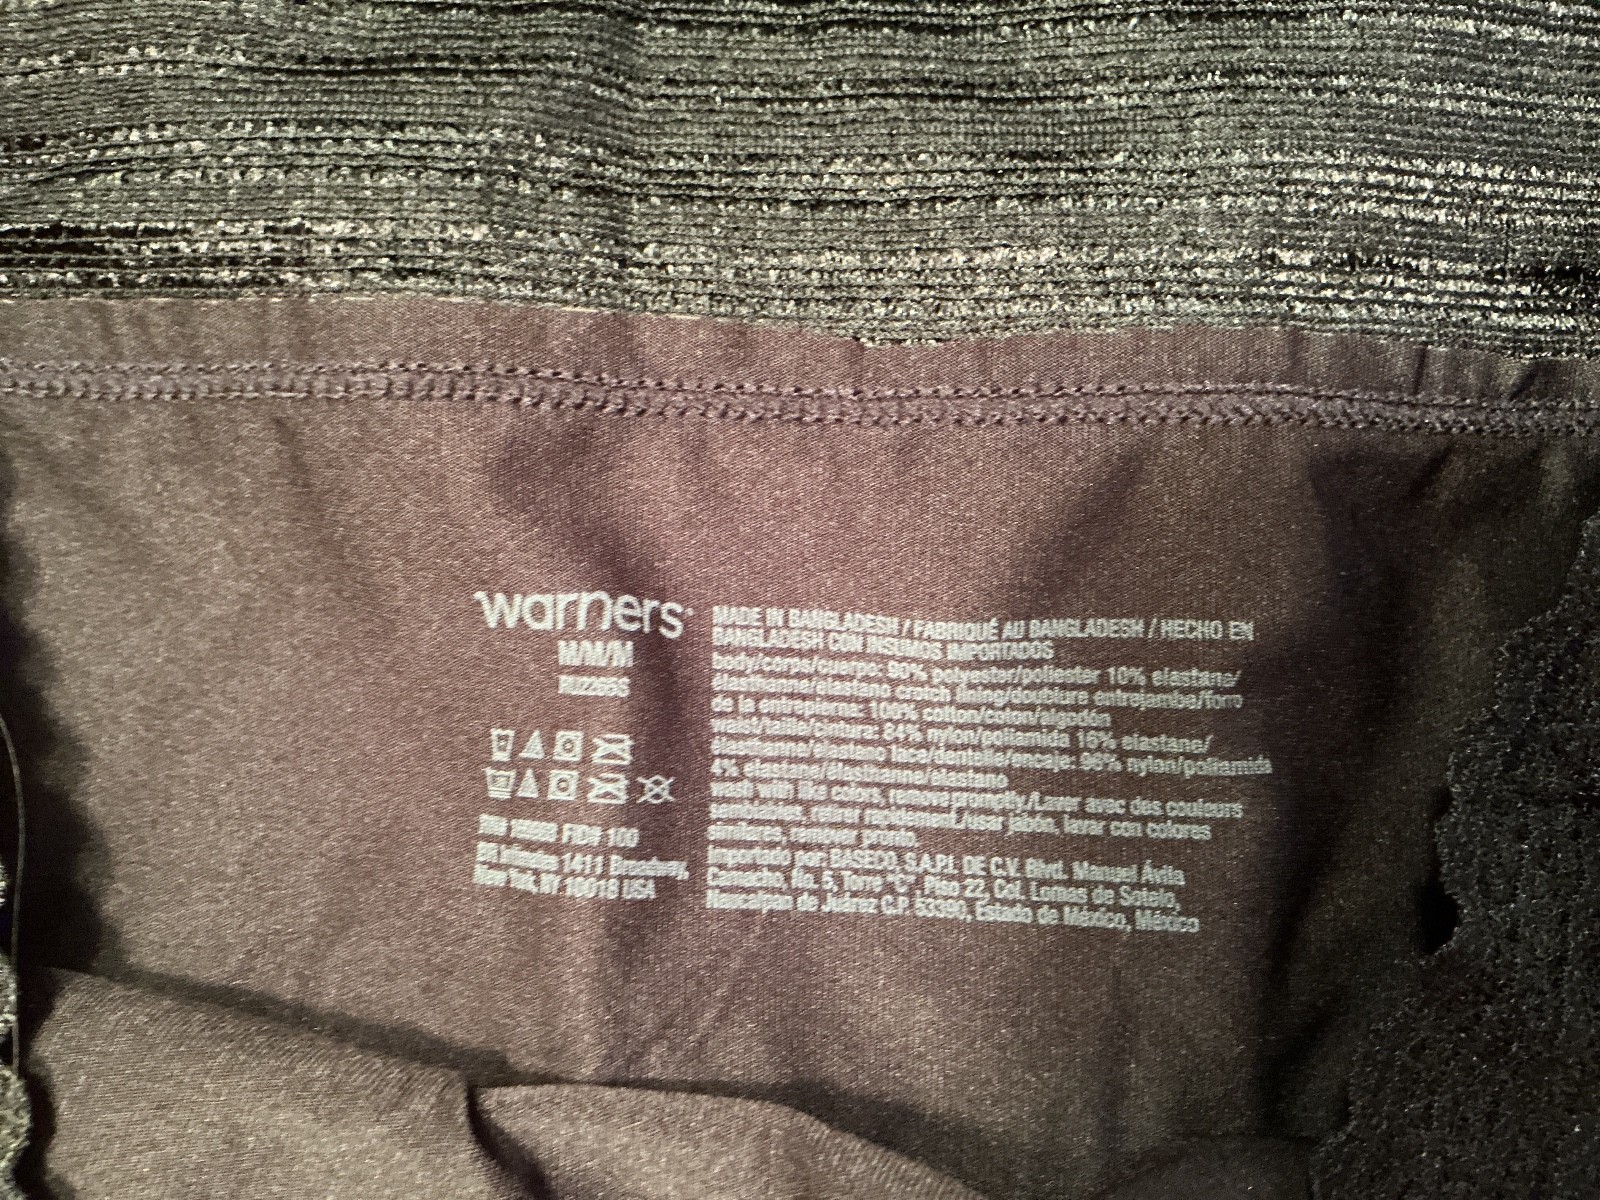 warners
M/M/M
MADE IN BANGLADESH / FABRIQUÉ AU BANGLADESH / HECHO EN
BANGLADESH CON INSUMOS IMPORTADOS
body/corps/cuerpo: 90% polyester/poliester 10% elastane/
élasthanne/elastano crotch lining/doublure entrejambe/forro
de la entrepierna: 100% cotton/coton/algodón
waist/taille/cintura: 84% nylon/poliamida 16% elastane/
élasthanne/elastano lace/dentelle/encaje: 96% nylon/poliamida
4% elastane/élasthanne/elastano
wash with like colors, remove promptly./Laver avec des couleurs
semblables, retirer rapidement./usar jabón, lavar con colores
similares, remover pronto.
Importado por: BASECO, S.A.P.I. DE C.V. Blvd. Manuel Ávila
Camacho, No. 5, Torre "C", Piso 22, Col. Lomas de Sotelo,
Naucalpan de Juárez C.P. 53390, Estado de México, México
FID# 100
1411 Broadway,
New York, NY 10018 USA